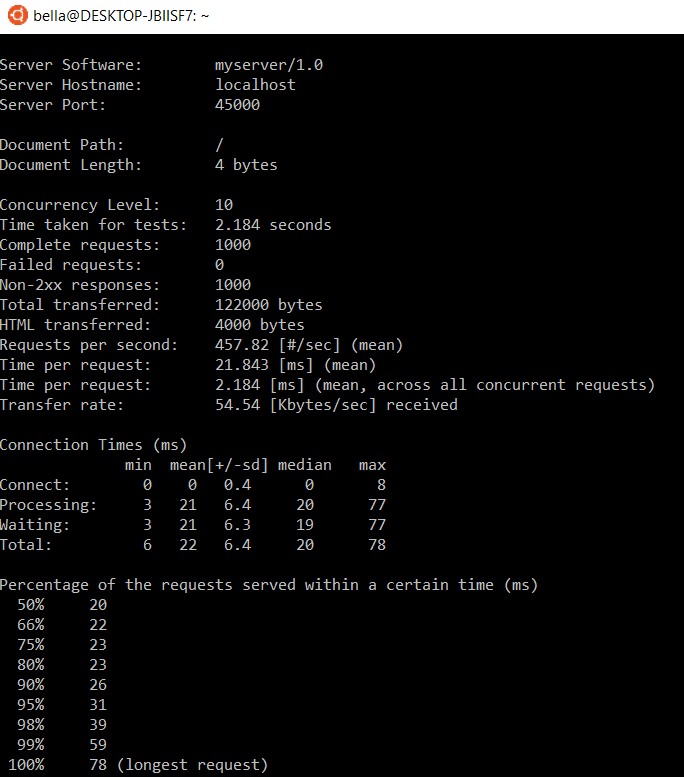 bella@DESKTOP-JBIISF7: ~
Server Software:        myserver/1.0
Server Hostname:        localhost
Server Port:            45000
Document Path:          /
Document Length:        4 bytes
Concurrency Level:      10
Time taken for tests:   2.184 seconds
Complete requests:      1000
Failed requests:        0
Non-2xx responses:      1000
Total transferred:      122000 bytes
HTML transferred:       4000 bytes
Requests per second:    457.82 [#/sec] (mean)
Time per request:       21.843 [ms] (mean)
Time per request:       2.184 [ms] (mean, across all concurrent requests)
Transfer rate:          54.54 [Kbytes/sec] received
Connection Times (ms)
              min  mean[+/-sd] median   max
Connect:        0    0   0.4      0       8
Processing:     3   21   6.4     20      77
Waiting:        3   21   6.3     19      77
Total:          6   22   6.4     20      78
Percentage of the requests served within a certain time (ms)
  50%     20
  66%     22
  75%     23
  80%     23
  90%     26
  95%     31
  98%     39
  99%     59
 100%     78 (longest request)